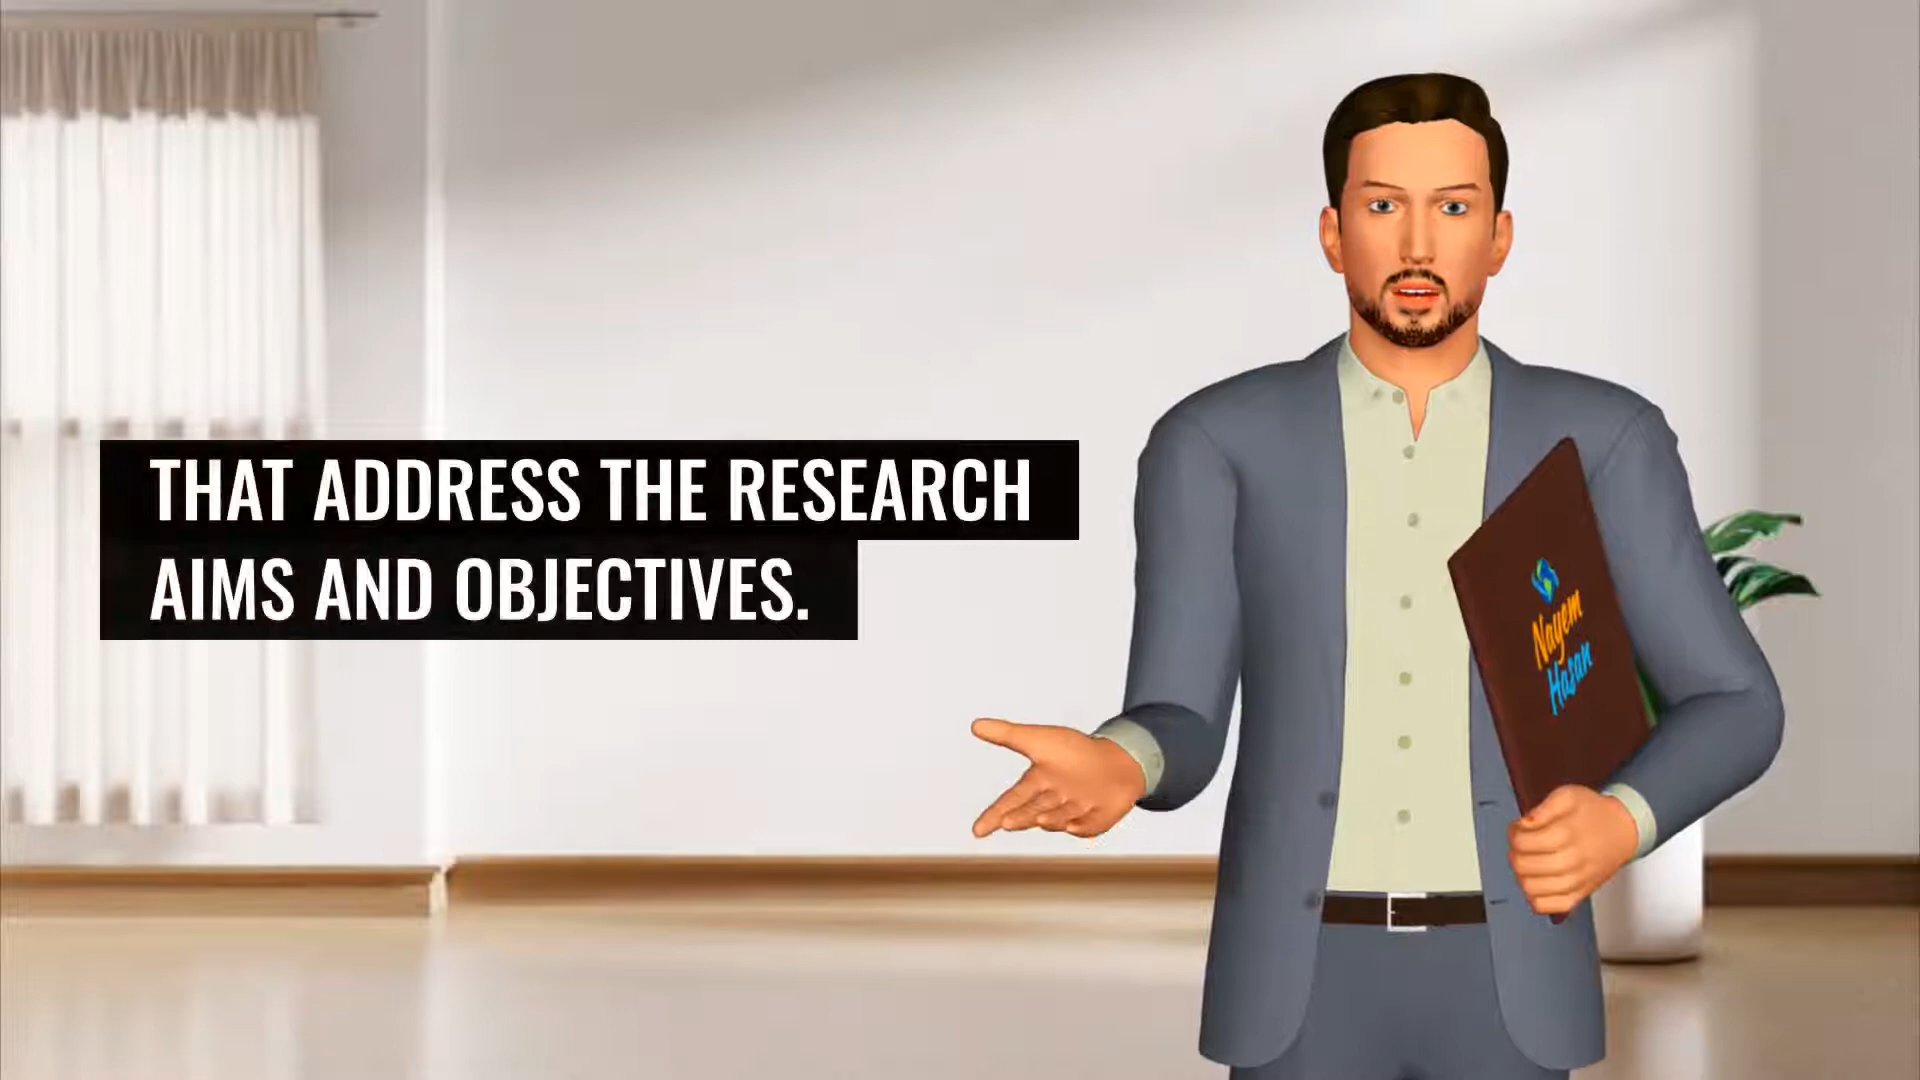 THAT ADDRESS THE RESEARCH
AIMS AND OBJECTIVES.
Nayem
Hasan